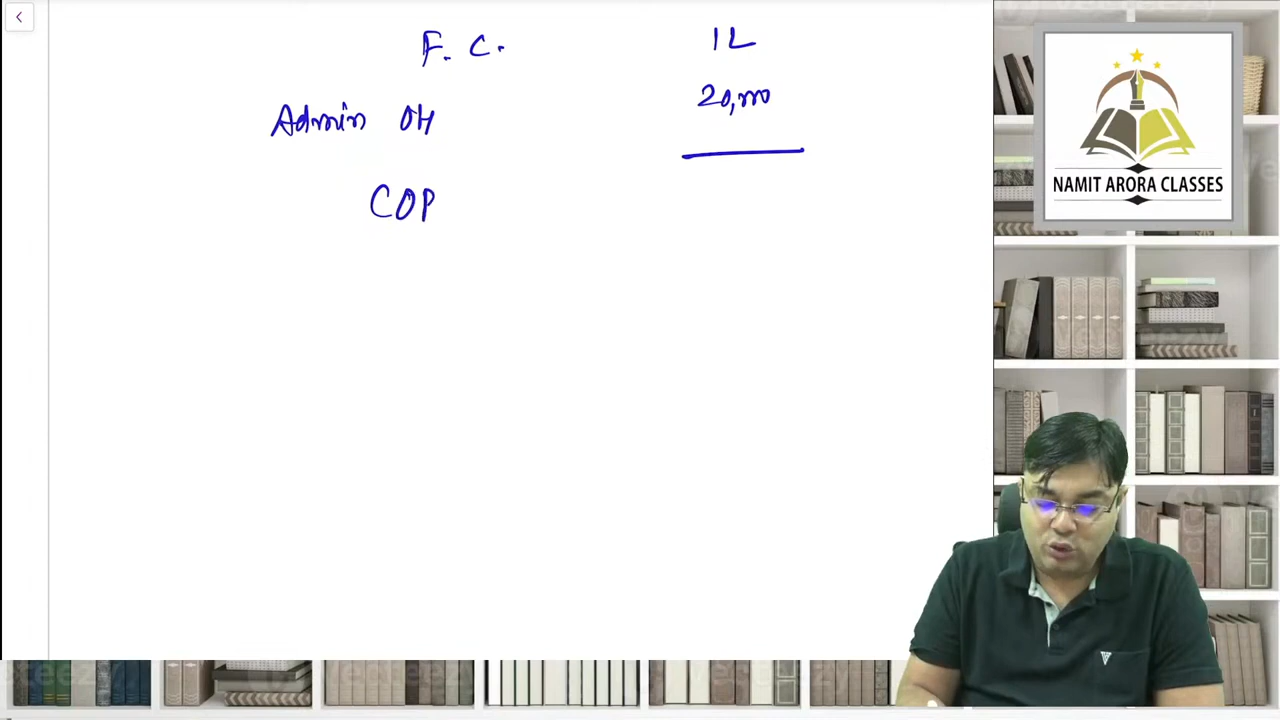 F. C. 1L
Admin OH 20,000
COP
NAMIT ARORA CLASSES